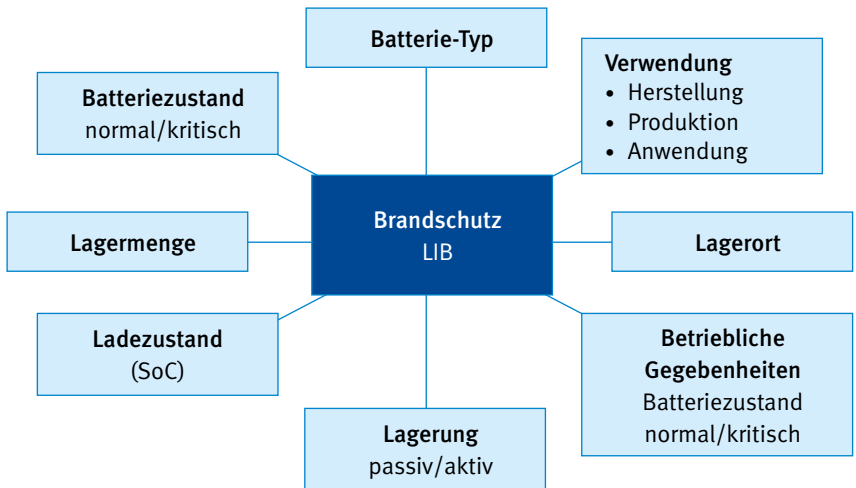 Batterie-Typ
Verwendung
• Herstellung
• Produktion
• Anwendung
Batteriezustand
normal/kritisch
Brandschutz
LIB
Lagermenge
Lagerort
Ladezustand
(SoC)
Betriebliche
Gegebenheiten
Batteriezustand
normal/kritisch
Lagerung
passiv/aktiv